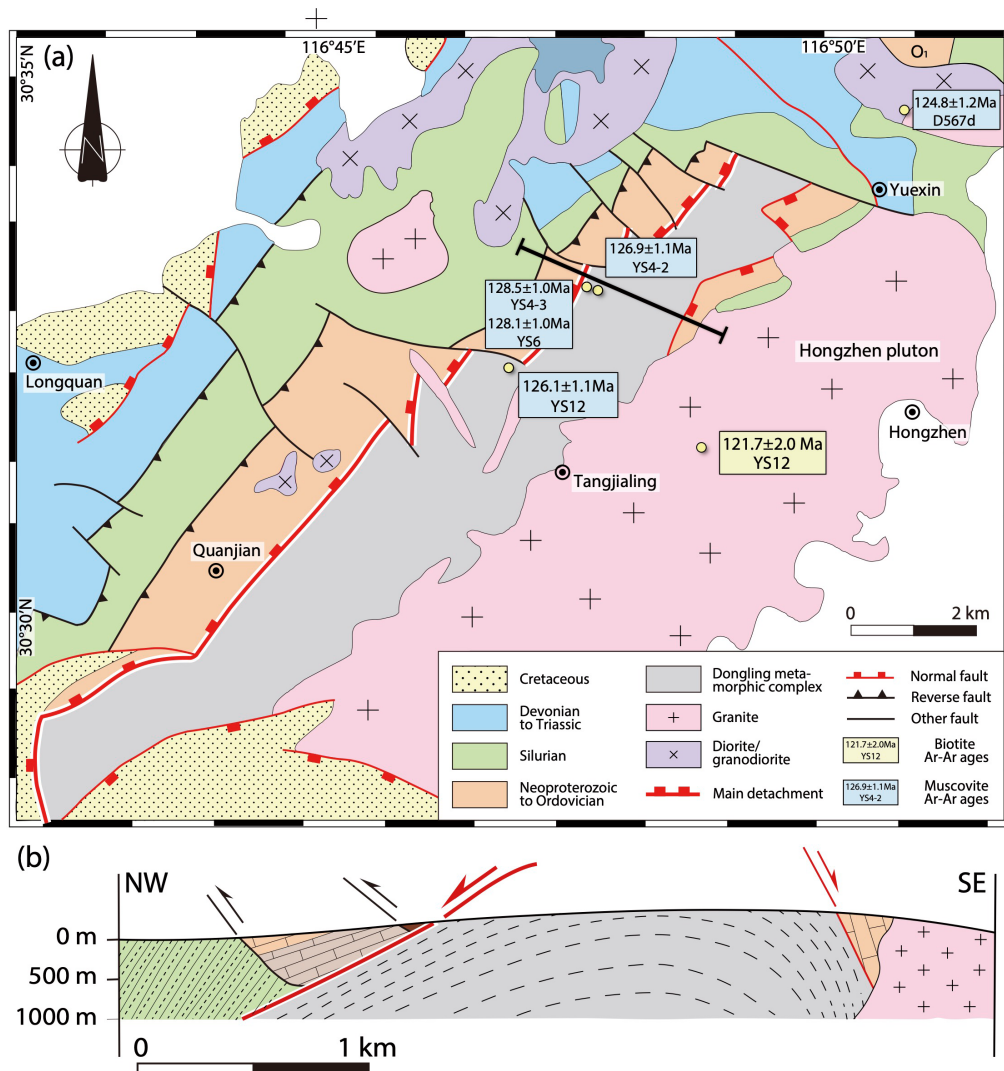 (a)
116°45′E
116°50′E
30°35′N
O₁
124.8±1.2Ma
D567d
N
Yuexin
126.9±1.1Ma
YS4-2
128.5±1.0Ma
YS4-3
128.1±1.0Ma
YS6
Longquan
Hongzhen pluton
126.1±1.1Ma
YS12
Hongzhen
121.7±2.0 Ma
YS12
Tangjialing
Quanjian
30°30′N
0 2 km
Cretaceous
Devonian
to Triassic
Silurian
Neoproterozoic
to Ordovician
Dongling meta-
morphic complex
Granite
Diorite/
granodiorite
Main detachment
Normal fault
Reverse fault
Other fault
121.7±2.0Ma
YS12
Biotite
Ar-Ar ages
126.9±1.1Ma
YS4-2
Muscovite
Ar-Ar ages
(b)
NW
SE
0 m
500 m
1000 m
0 1 km